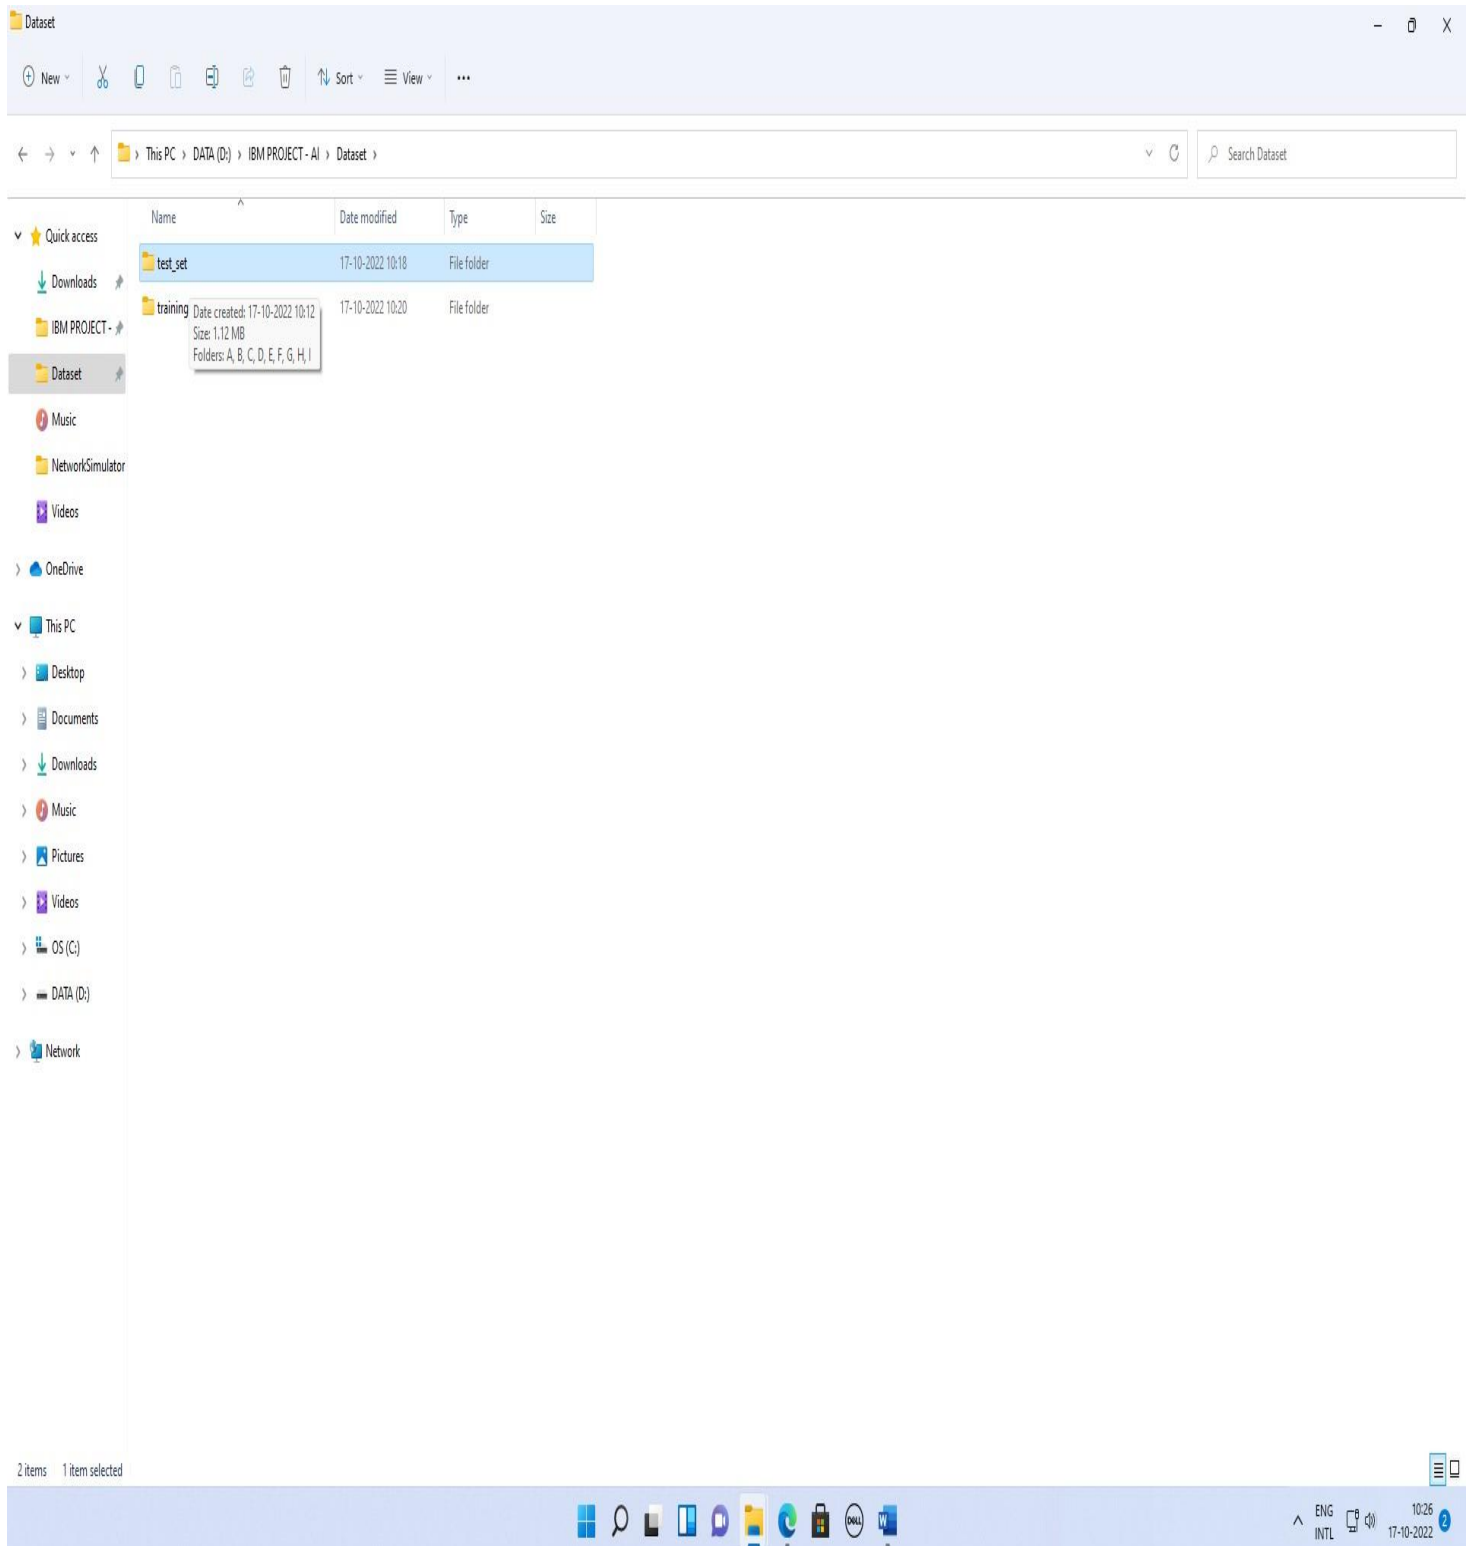 Dataset
New
Sort
View
This PC > DATA (D:) > IBM PROJECT - AI > Dataset >
Search Dataset
Name Date modified Type Size
Quick access
Downloads
IBM PROJECT -
Dataset
Music
NetworkSimulator
Videos
OneDrive
This PC
Desktop
Documents
Downloads
Music
Pictures
Videos
OS (C:)
DATA (D:)
Network
test_set 17-10-2022 10:18 File folder
training 17-10-2022 10:20 File folder
Date created: 17-10-2022 10:12
Size: 1.12 MB
Folders: A, B, C, D, E, F, G, H, I
2 items 1 item selected
DELL
W
ENG
INTL
10:26
17-10-2022
2